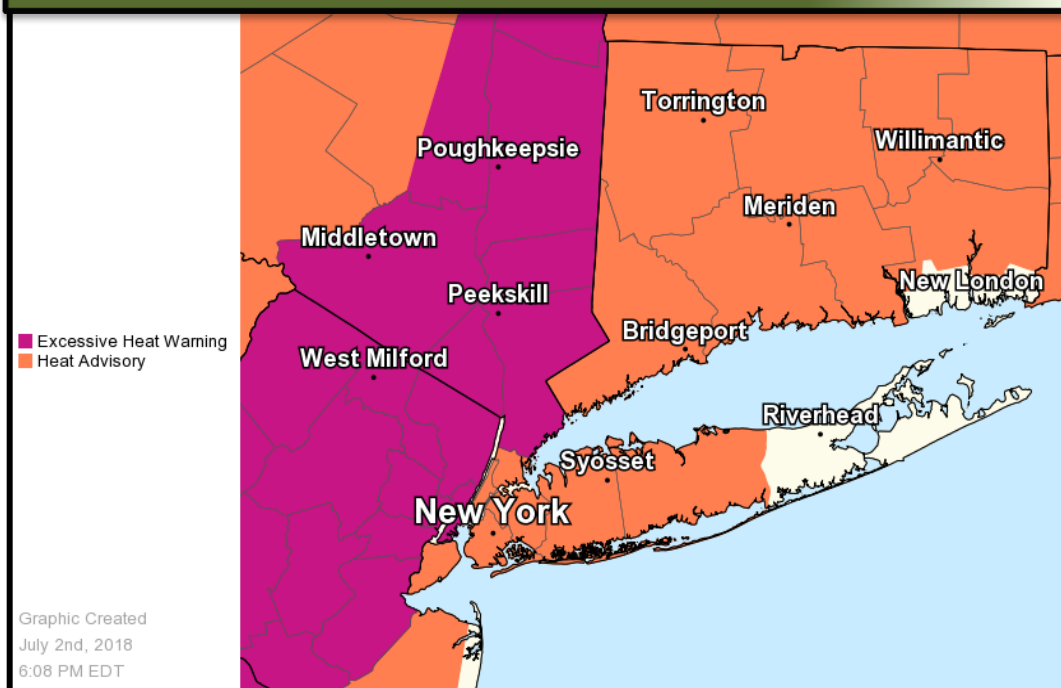 Torrington
Willimantic
Poughkeepsie
Meriden
Middletown
New London
Peekskill
Bridgeport
Excessive Heat Warning
Heat Advisory
West Milford
Riverhead
Syosset
New York
Graphic Created
July 2nd, 2018
6:08 PM EDT